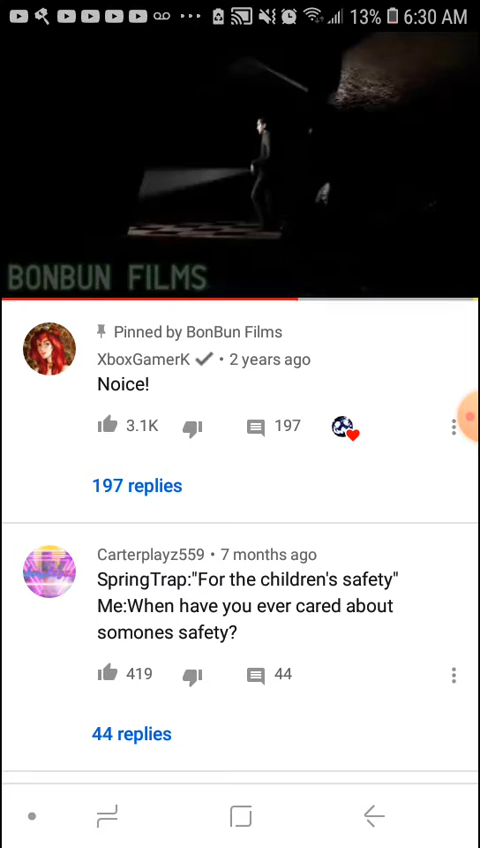 13% 6:30 AM
BONBUN FILMS
Pinned by BonBun Films
XboxGamerK • 2 years ago
Noice!
3.1K 197
197 replies
Carterplayz559 • 7 months ago
SpringTrap:"For the children's safety"
Me:When have you ever cared about
somones safety?
419 44
44 replies